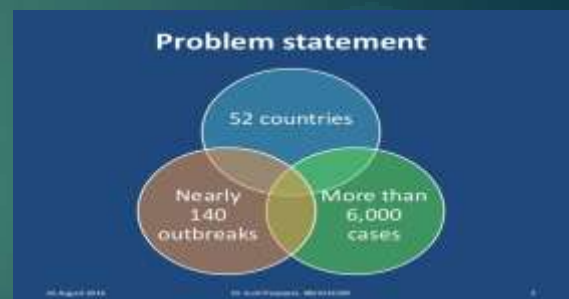 Problem statement
52 countries
Nearly
140
outbreaks
More than
6,000
cases